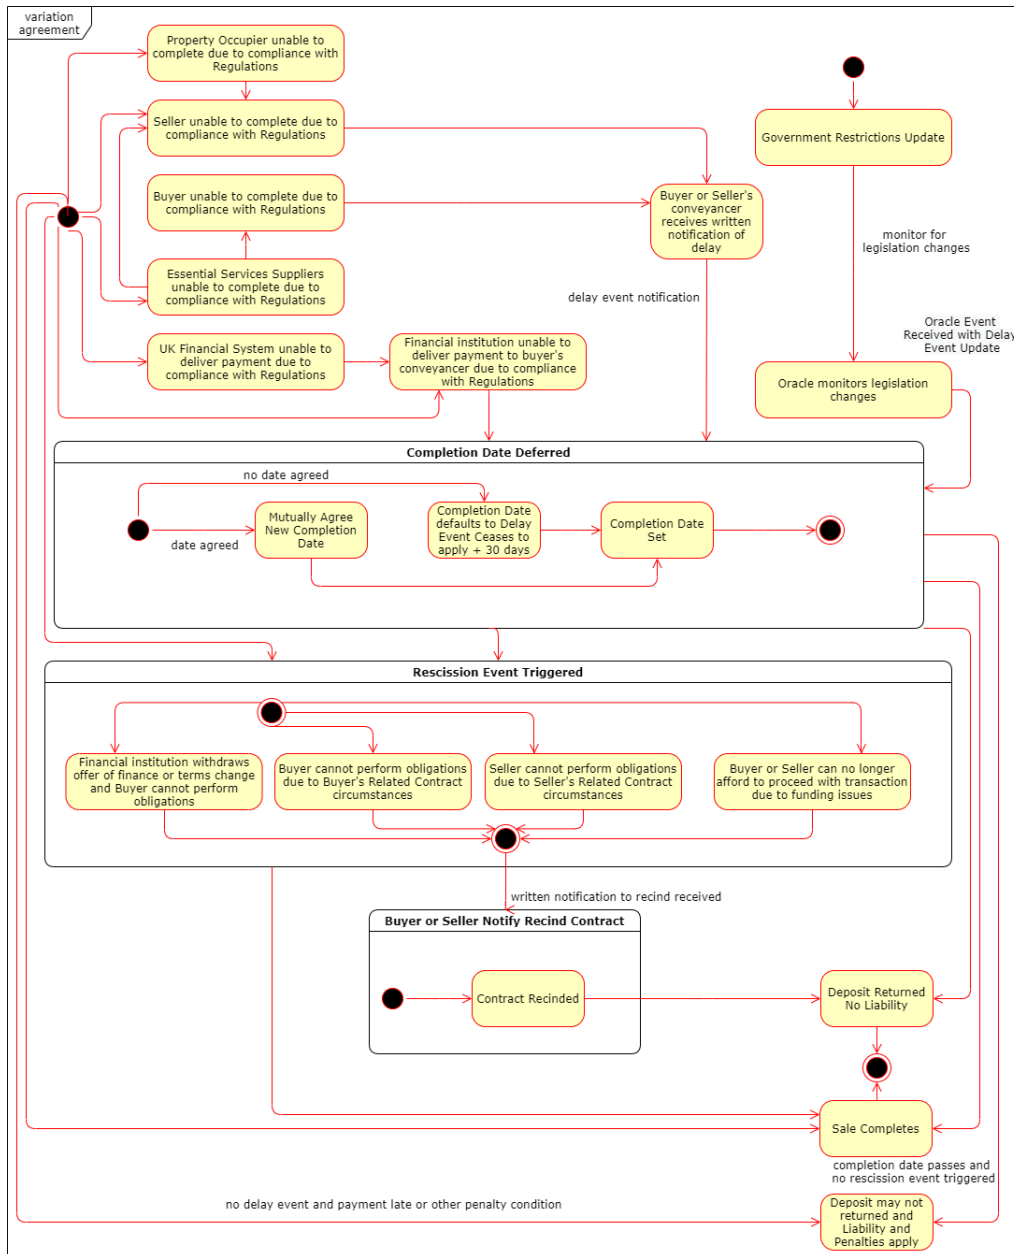 variation
agreement
Property Occupier unable to
complete due to compliance with
Regulations
Seller unable to complete due to
compliance with Regulations
Government Restrictions Update
Buyer unable to complete due to
compliance with Regulations
Buyer or Seller's
conveyancer
receives written
notification of
delay
monitor for
legislation changes
Essential Services Suppliers
unable to complete due to
compliance with Regulations
delay event notification
Oracle Event
Received with Delay
Event Update
UK Financial System unable to
deliver payment due to
compliance with Regulations
Financial institution unable to
deliver payment to buyer's
conveyancer due to compliance
with Regulations
Oracle monitors legislation
changes
Completion Date Deferred
no date agreed
date agreed
Mutually Agree
New Completion
Date
Completion Date
defaults to Delay
Event Ceases to
apply + 30 days
Completion Date
Set
Rescission Event Triggered
Financial institution withdraws
offer of finance or terms change
and Buyer cannot perform
obligations
Buyer cannot perform obligations
due to Buyer's Related Contract
circumstances
Seller cannot perform obligations
due to Seller's Related Contract
circumstances
Buyer or Seller can no longer
afford to proceed with transaction
due to funding issues
written notification to recind received
Buyer or Seller Notify Recind Contract
Contract Recinded
Deposit Returned
No Liability
Sale Completes
completion date passes and
no rescission event triggered
no delay event and payment late or other penalty condition
Deposit may not
returned and
Liability and
Penalties apply